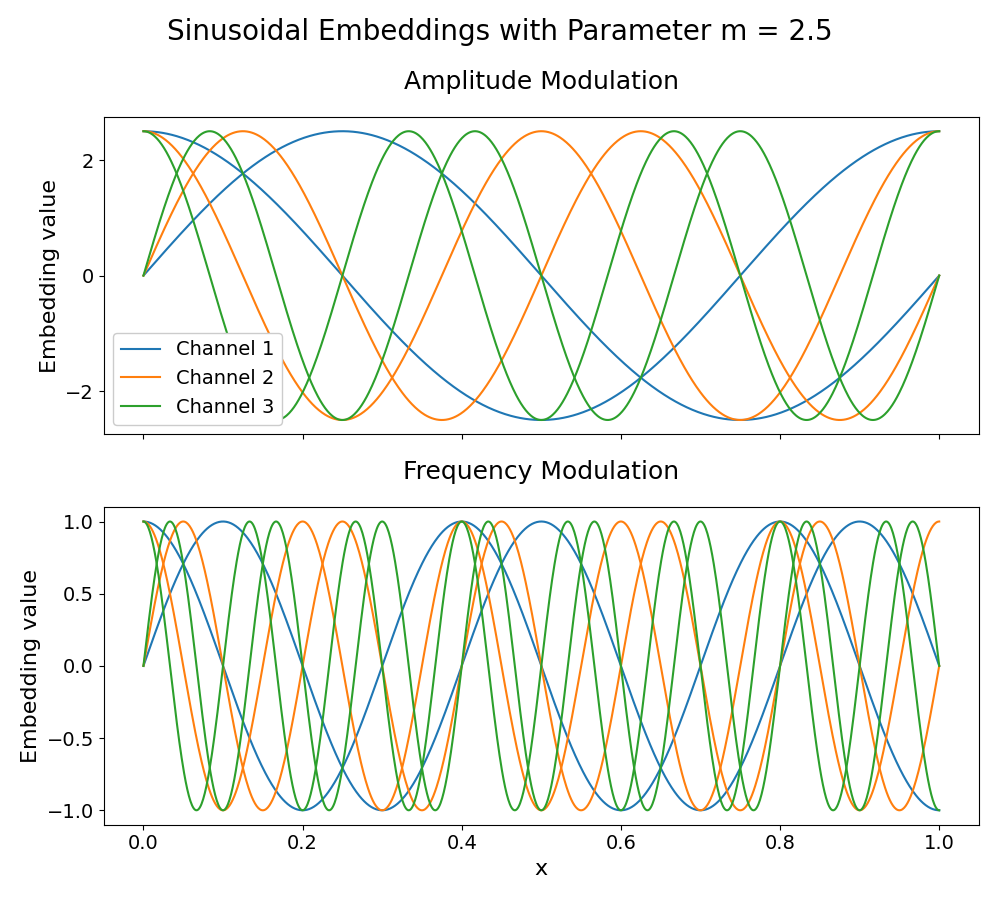 Sinusoidal Embeddings with Parameter m = 2.5
Amplitude Modulation
Embedding value
2
0
−2
Channel 1
Channel 2
Channel 3
Frequency Modulation
Embedding value
1.0
0.5
0.0
−0.5
−1.0
0.0 0.2 0.4 0.6 0.8 1.0
x